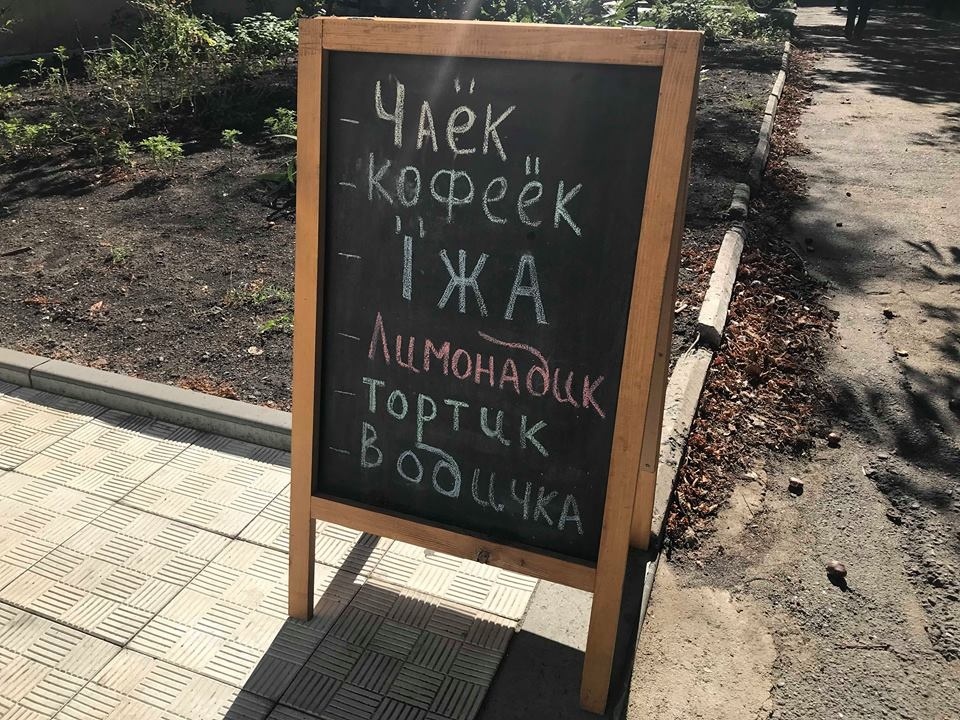 – Чаёк
– Кофеёк
– Їжа
– Лимонадик
– Тортик
– Водичка